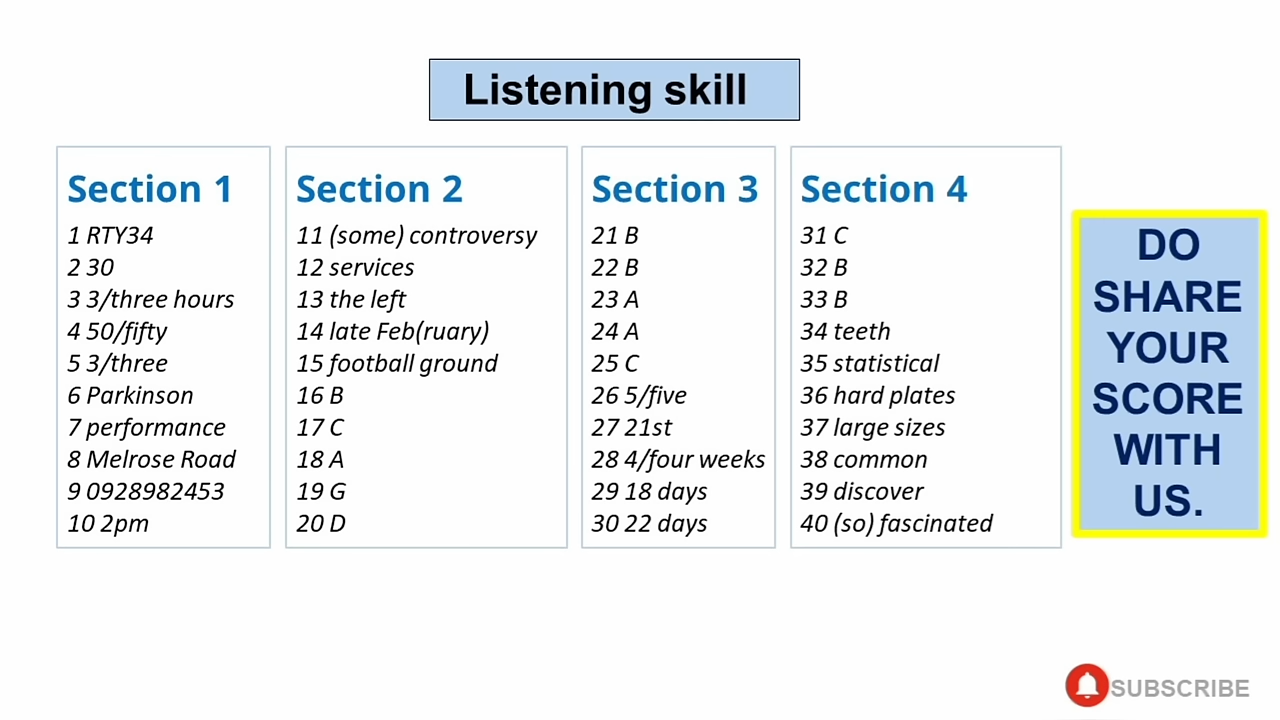 Listening skill
Section 1
1 RTY34
2 30
3 3/three hours
4 50/fifty
5 3/three
6 Parkinson
7 performance
8 Melrose Road
9 0928982453
10 2pm
Section 2
11 (some) controversy
12 services
13 the left
14 late Feb(ruary)
15 football ground
16 B
17 C
18 A
19 G
20 D
Section 3
21 B
22 B
23 A
24 A
25 C
26 5/five
27 21st
28 4/four weeks
29 18 days
30 22 days
Section 4
31 C
32 B
33 B
34 teeth
35 statistical
36 hard plates
37 large sizes
38 common
39 discover
40 (so) fascinated
DO
SHARE
YOUR
SCORE
WITH
US.
SUBSCRIBE